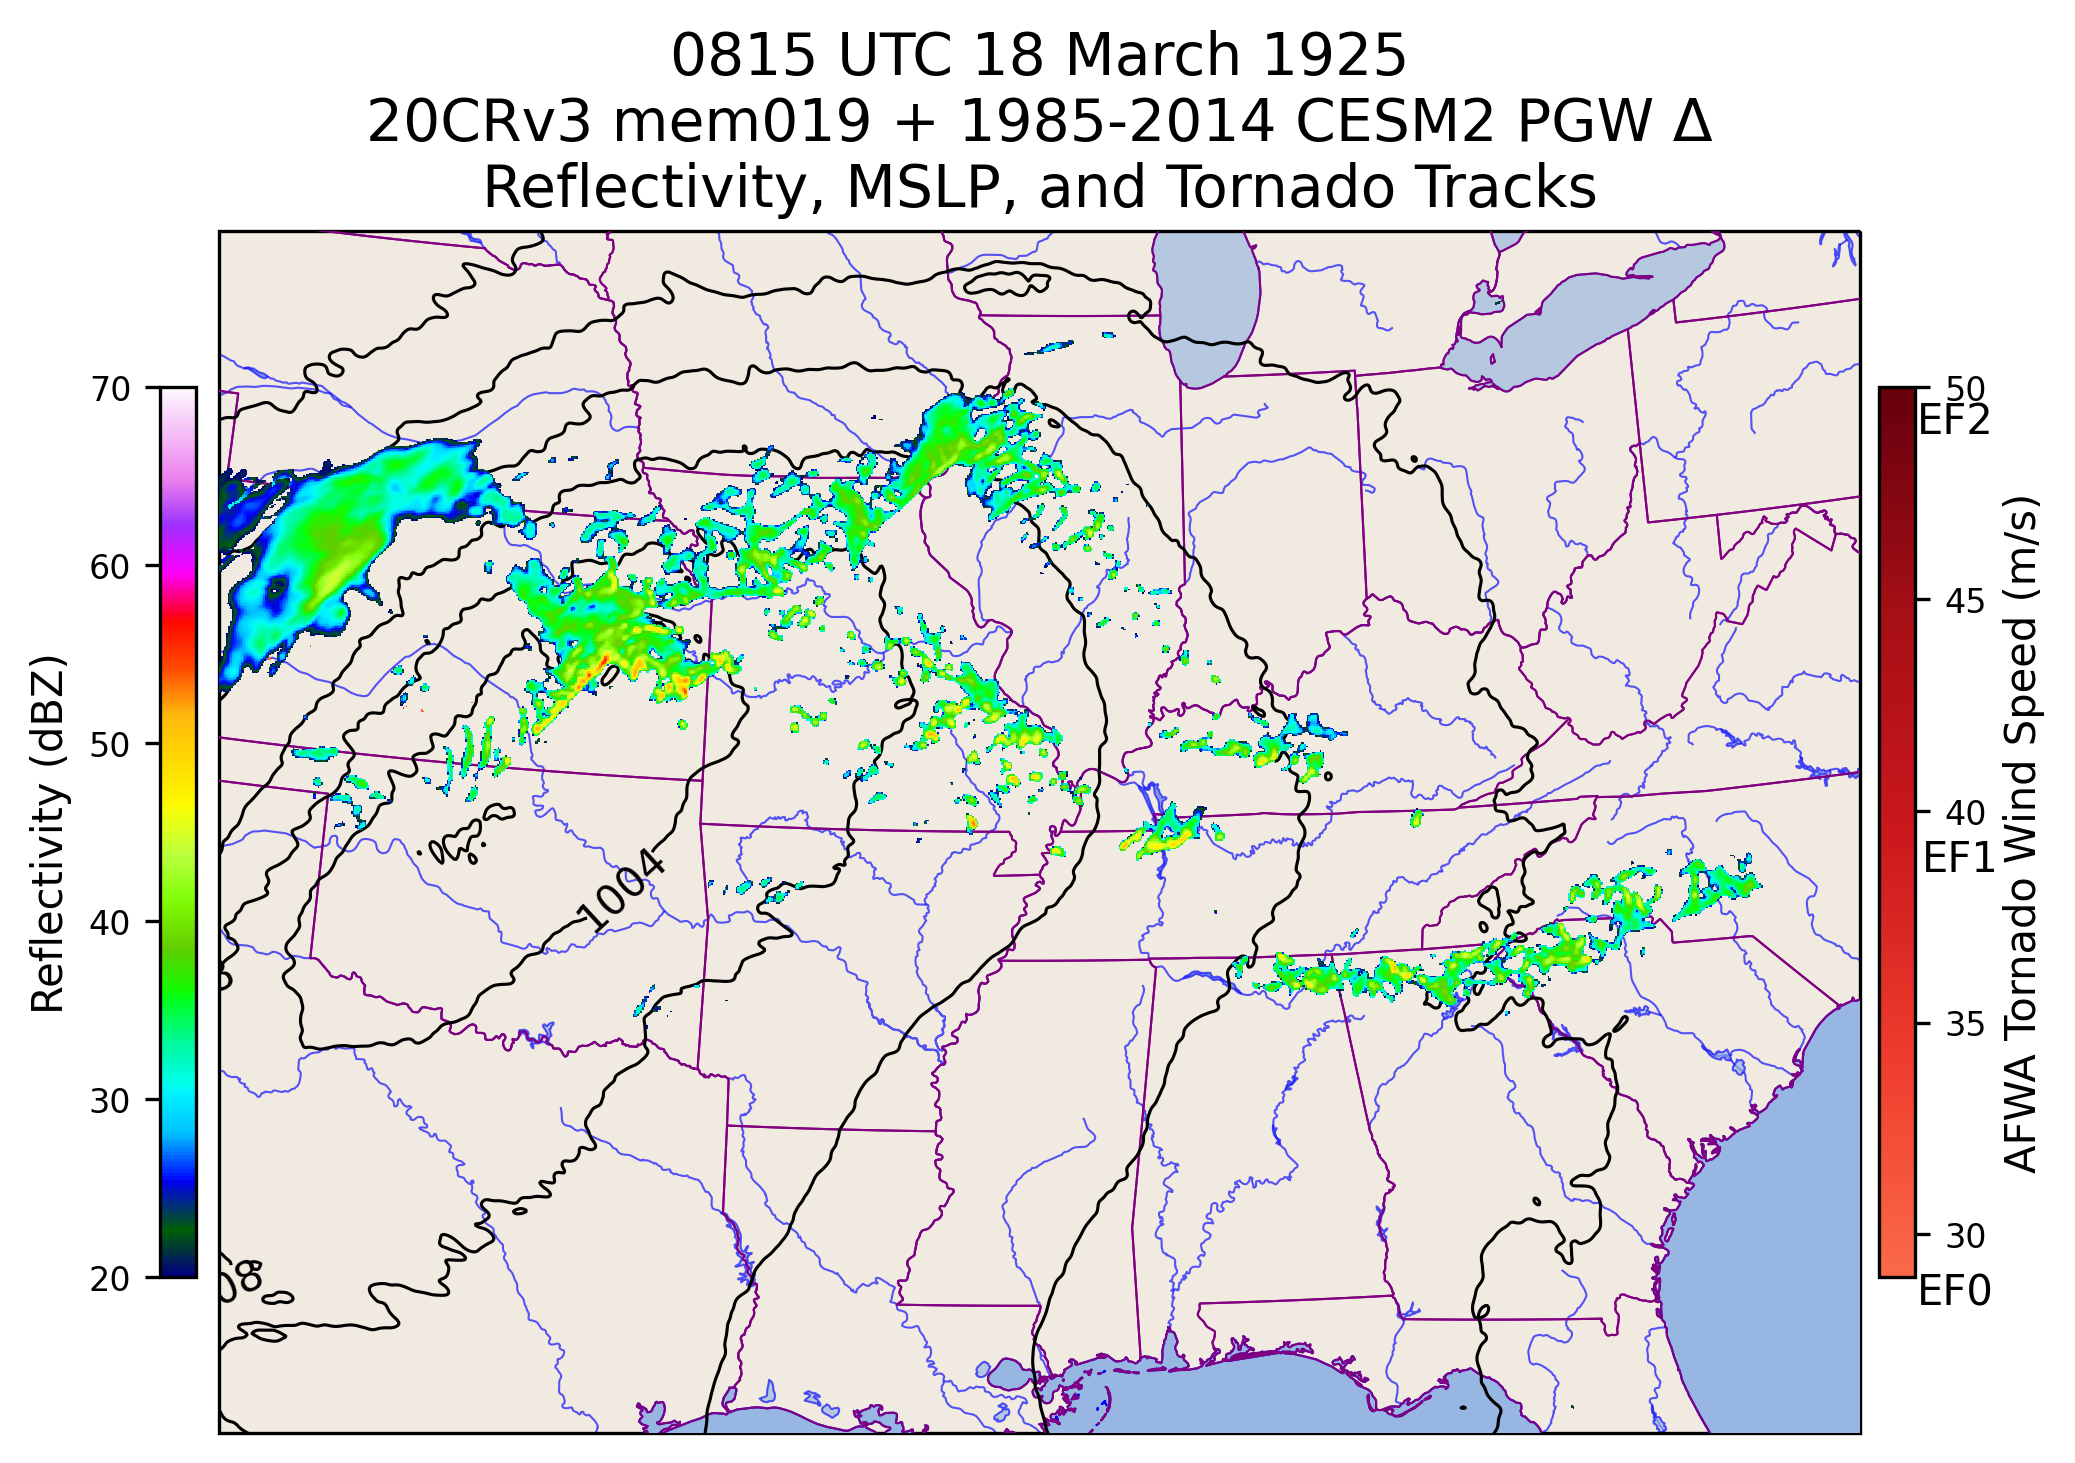 0815 UTC 18 March 1925
20CRv3 mem019 + 1985-2014 CESM2 PGW Δ
Reflectivity, MSLP, and Tornado Tracks
70
60
50
40
30
20
Reflectivity (dBZ)
1004
08
50
EF2
45
40
EF1
35
30
EF0
AFWA Tornado Wind Speed (m/s)